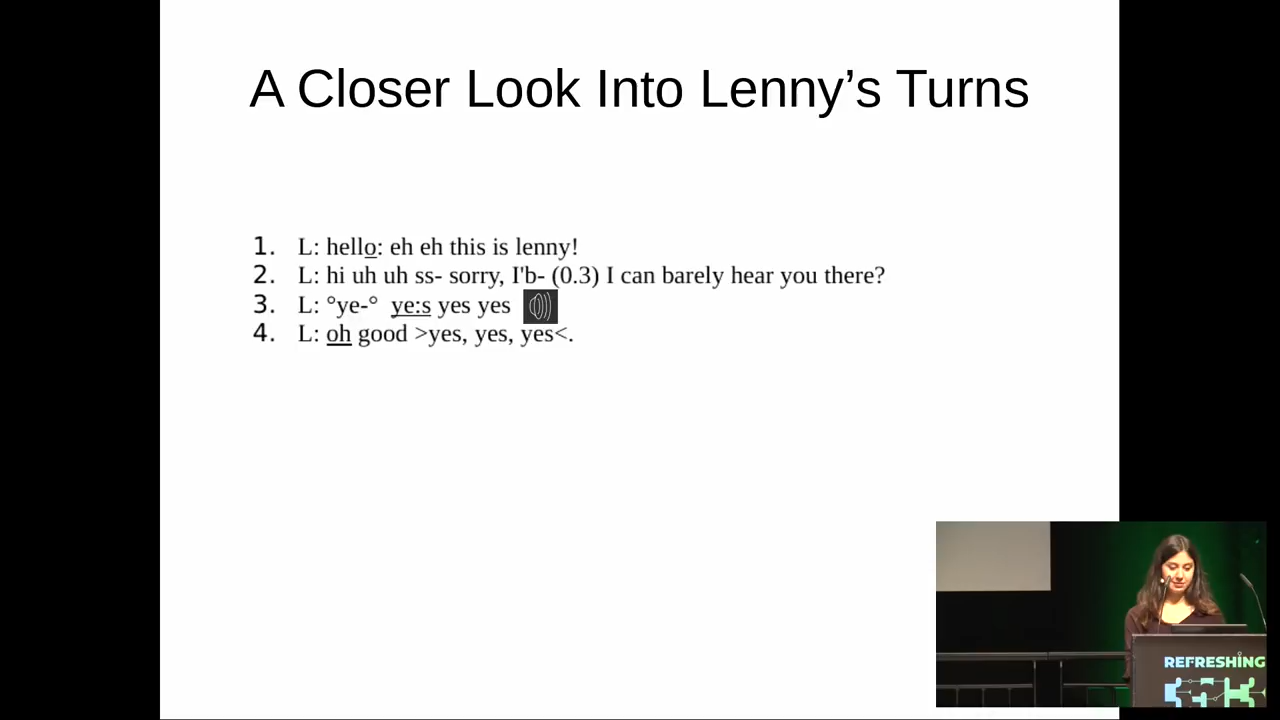 A Closer Look Into Lenny’s Turns
1. L: hello: eh eh this is lenny!
2. L: hi uh uh ss- sorry, I'b- (0.3) I can barely hear you there?
3. L: °ye-° ye:s yes yes
4. L: oh good >yes, yes, yes<.
REFRESHING